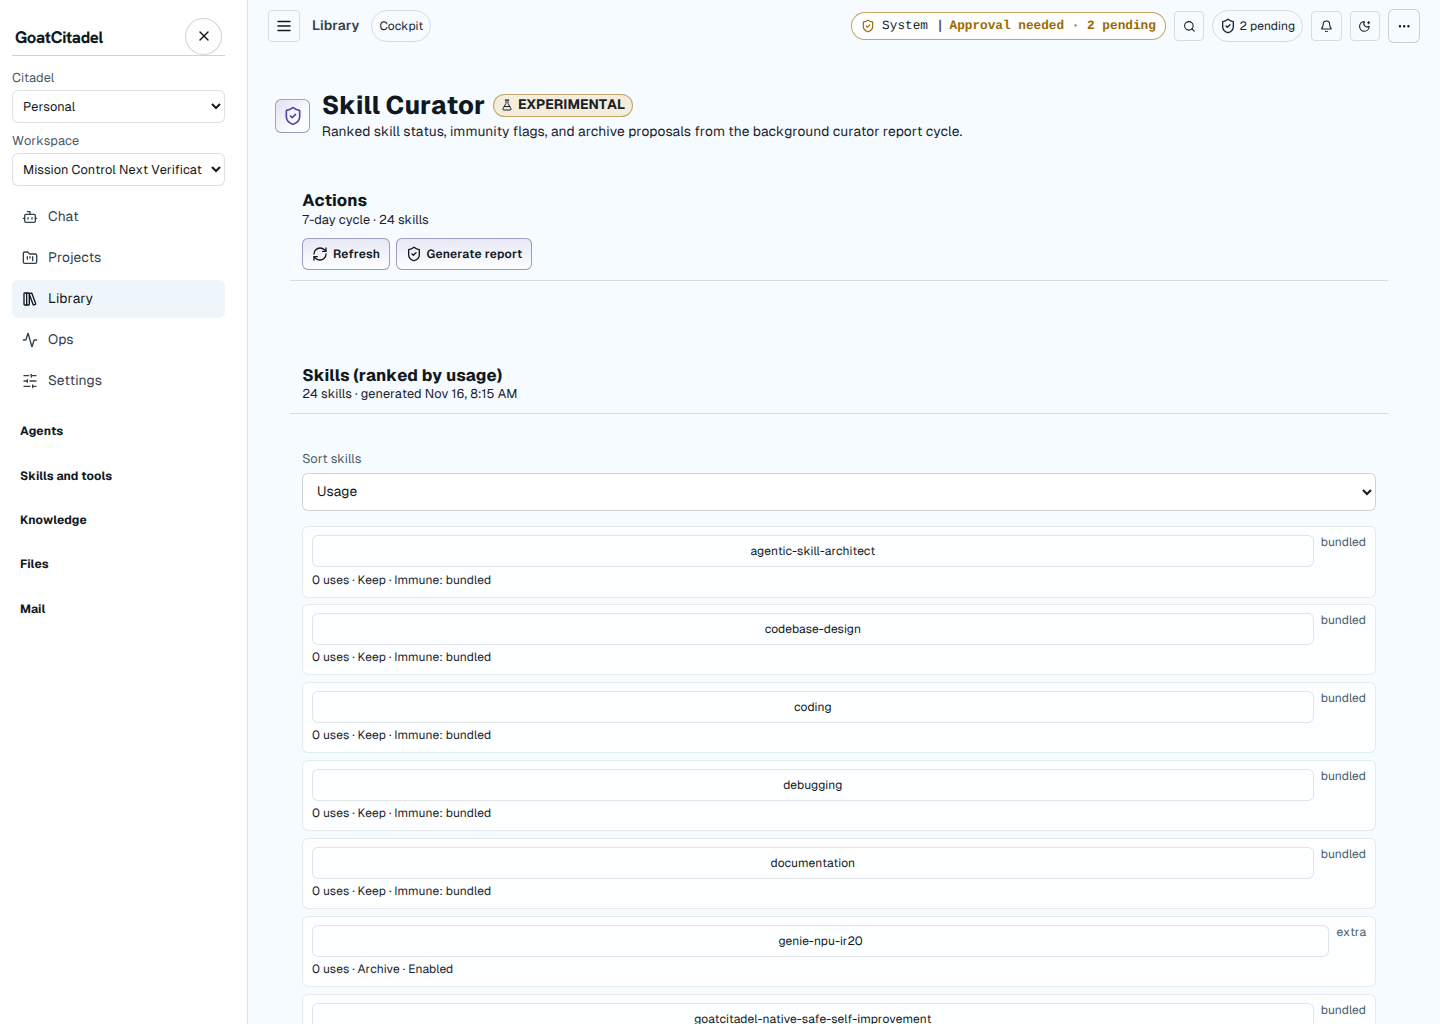 GoatCitadel
Citadel
Personal
Workspace
Mission Control Next Verificat
Chat
Projects
Library
Ops
Settings
Agents
Skills and tools
Knowledge
Files
Mail
Library
Cockpit
System | Approval needed · 2 pending
2 pending
Skill Curator
EXPERIMENTAL
Ranked skill status, immunity flags, and archive proposals from the background curator report cycle.
Actions
7-day cycle · 24 skills
Refresh
Generate report
Skills (ranked by usage)
24 skills · generated Nov 16, 8:15 AM
Sort skills
Usage
agentic-skill-architect
bundled
0 uses · Keep · Immune: bundled
codebase-design
bundled
0 uses · Keep · Immune: bundled
coding
bundled
0 uses · Keep · Immune: bundled
debugging
bundled
0 uses · Keep · Immune: bundled
documentation
bundled
0 uses · Keep · Immune: bundled
genie-npu-ir20
extra
0 uses · Archive · Enabled
goatcitadel-native-safe-self-improvement
bundled